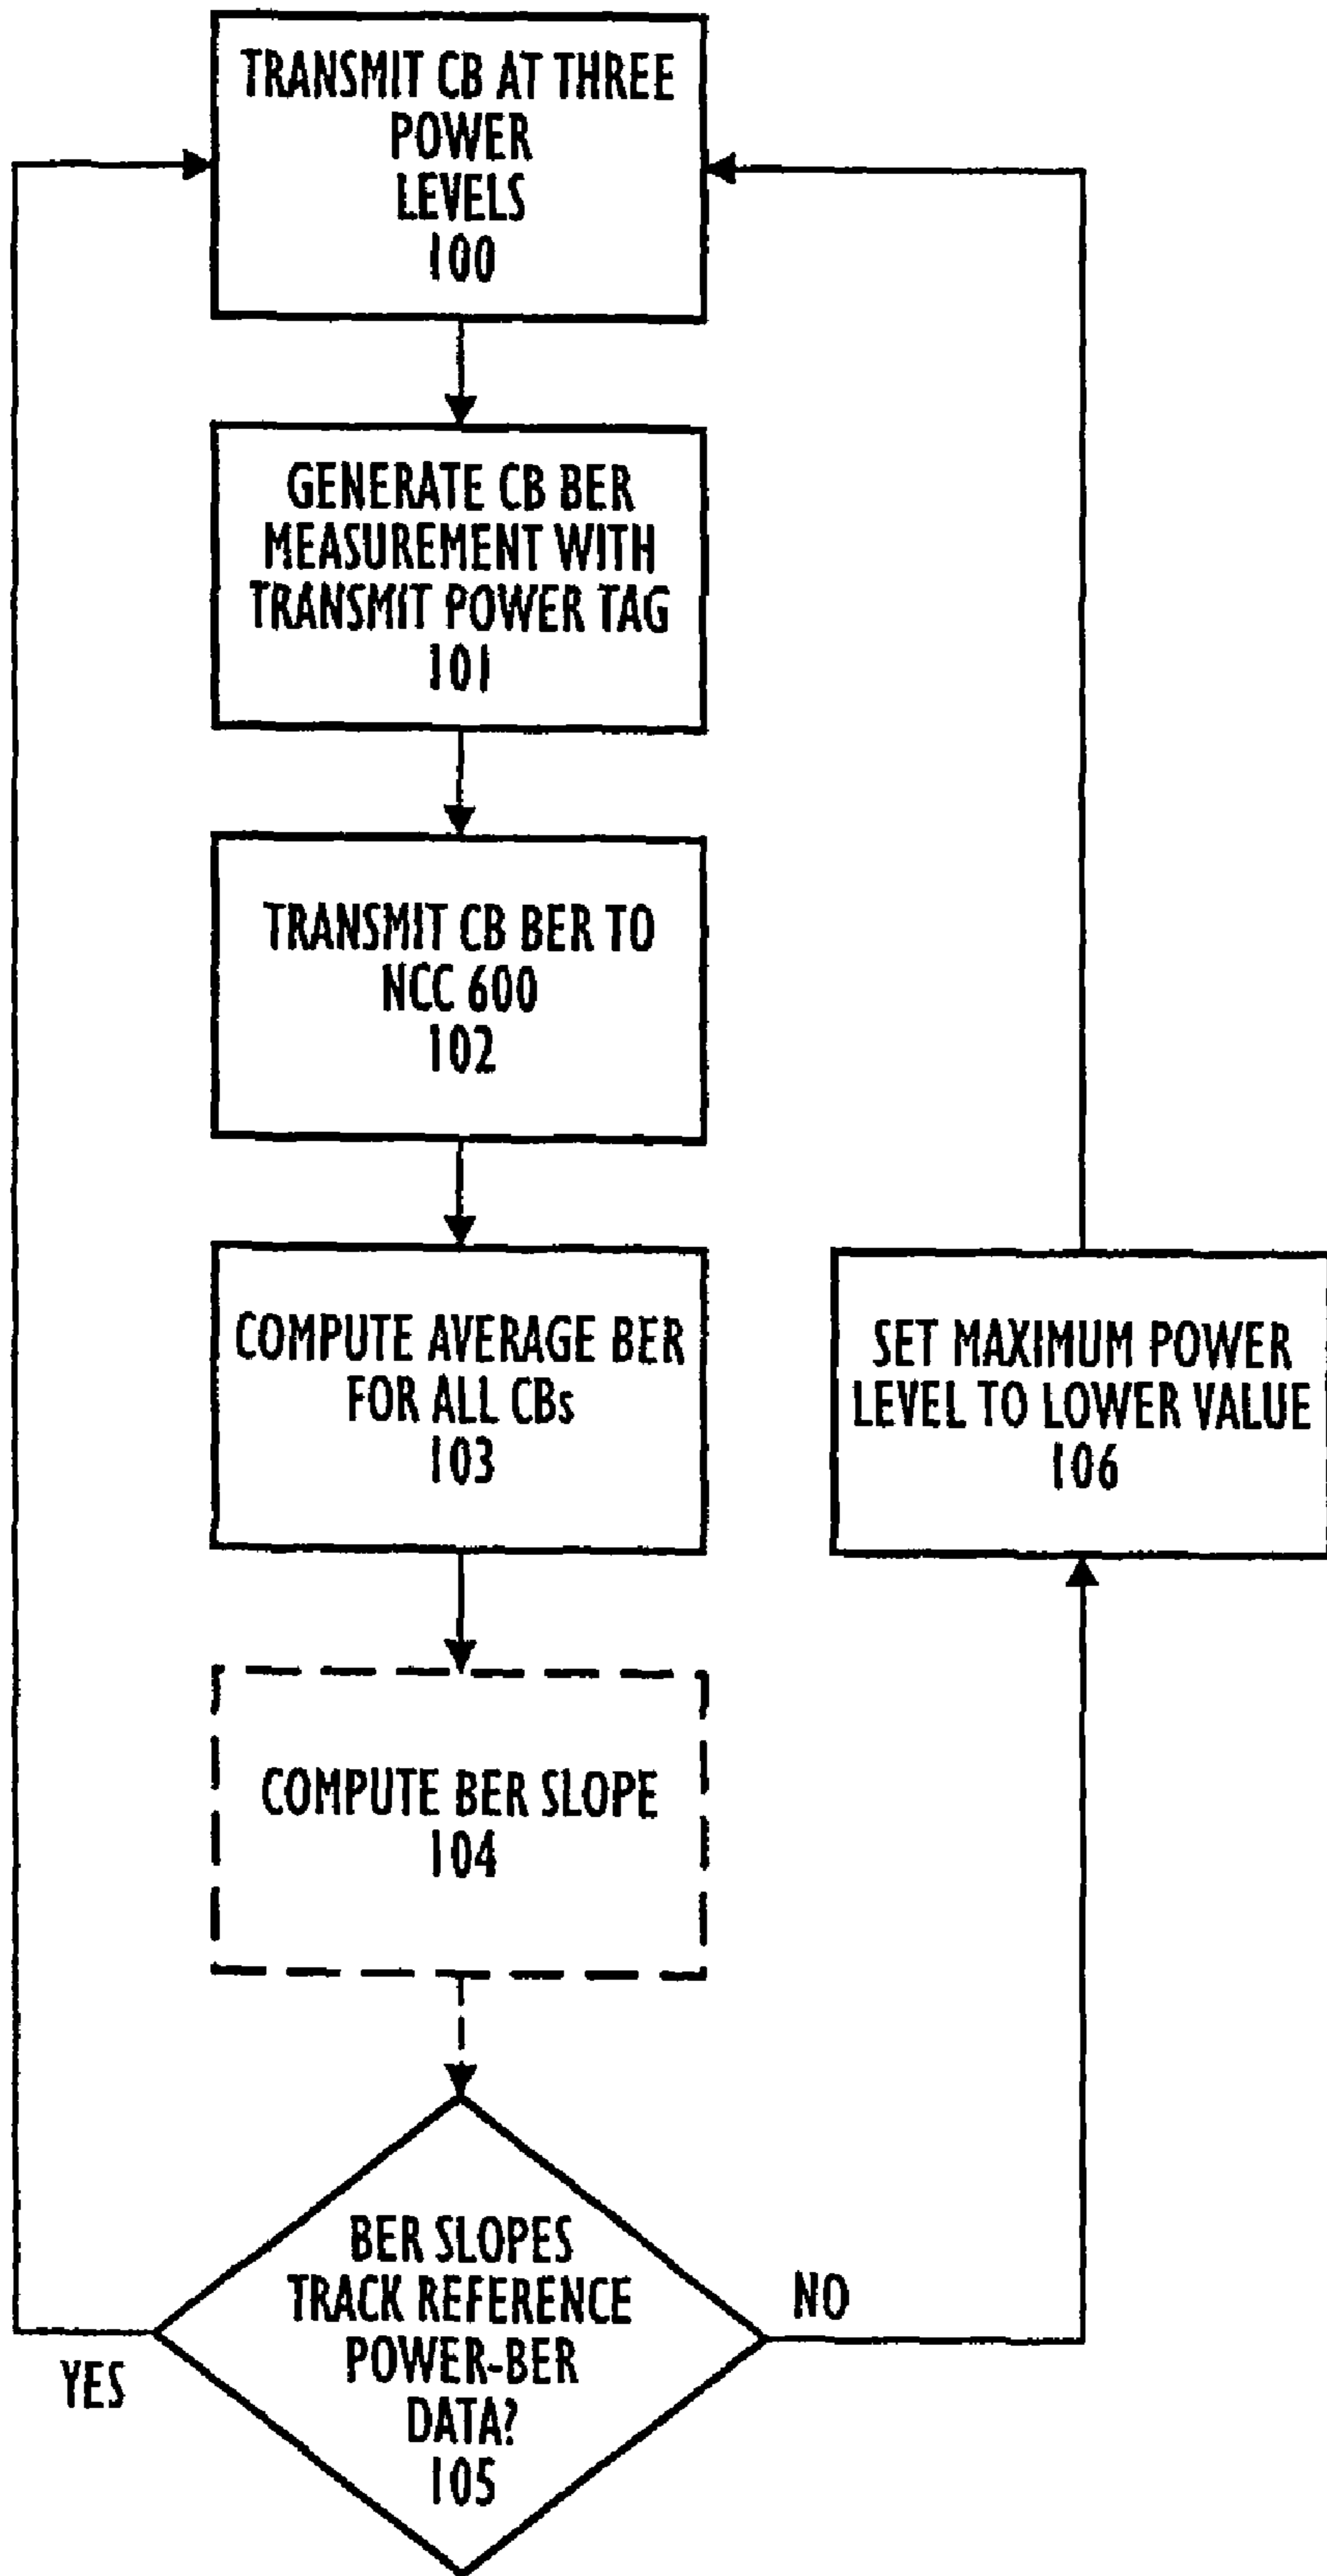 TRANSMIT CB AT THREE
POWER
LEVELS
100
GENERATE CB BER
MEASUREMENT WITH
TRANSMIT POWER TAG
101
TRANSMIT CB BER TO
NCC 600
102
COMPUTE AVERAGE BER
FOR ALL CBs
103
SET MAXIMUM POWER
LEVEL TO LOWER VALUE
106
COMPUTE BER SLOPE
104
BER SLOPES
TRACK REFERENCE
POWER-BER
DATA?
105
NO
YES